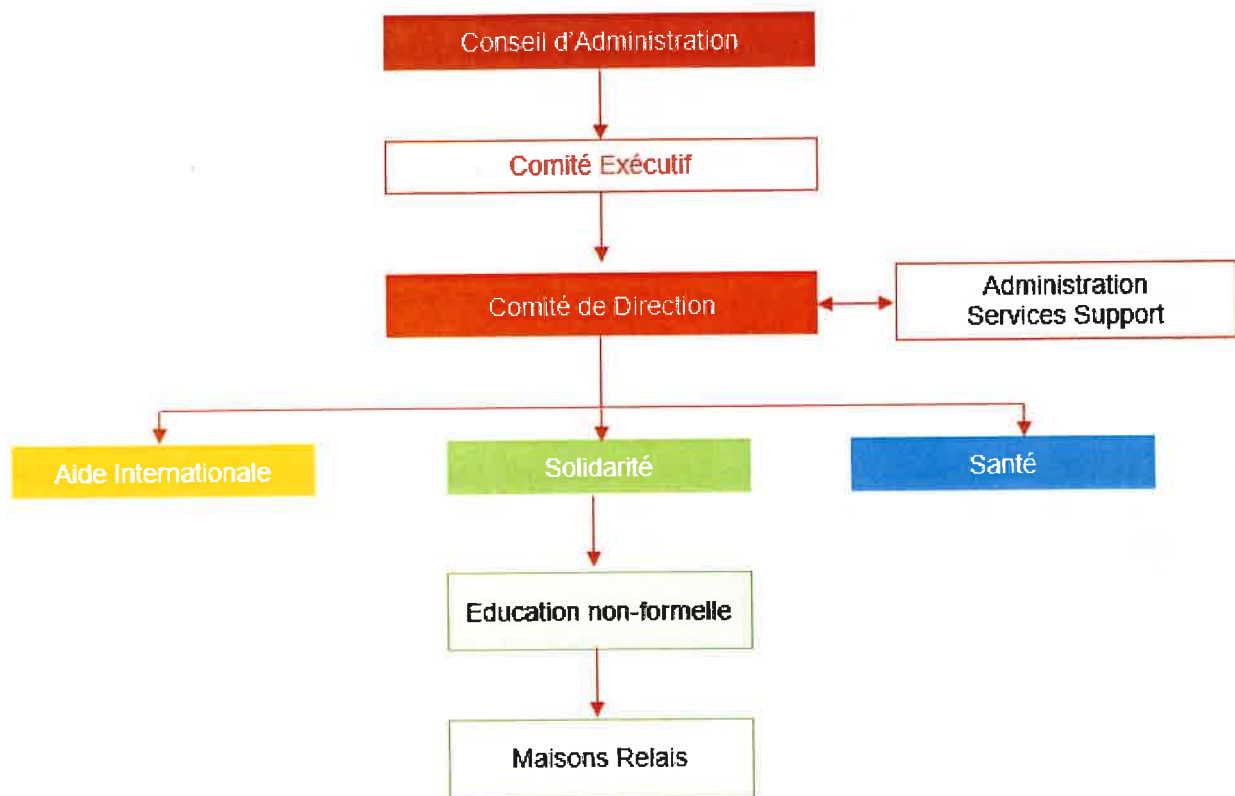 Conseil d'Administration
Comité Exécutif
Comité de Direction
Administration
Services Support
Aide Internationale
Solidarité
Santé
Education non-formelle
Maisons Relais